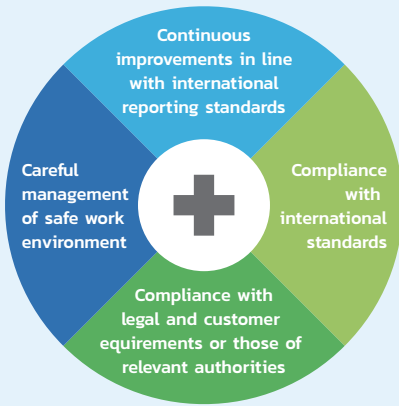 Continuous
improvements in line
with international
reporting standards
Careful
management
of safe work
environment
Compliance
with
international
standards
Compliance with
legal and customer
equirements or those of
relevant authorities